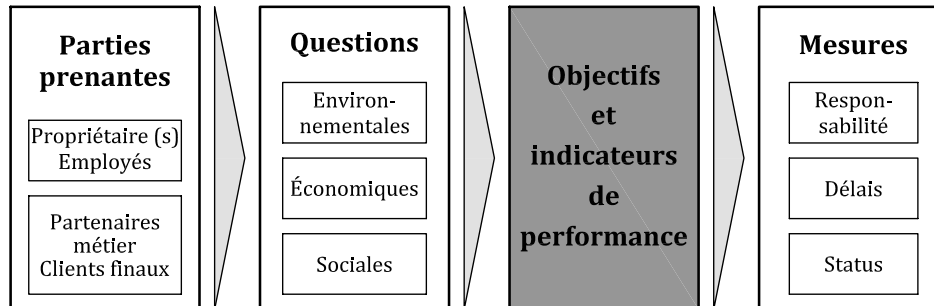 Parties
prenantes
Propriétaire (s)
Employés
Partenaires
métier
Clients finaux
Questions
Environ-
nementales
Économiques
Sociales
Objectifs
et
indicateurs
de
performance
Mesures
Respon-
sabilité
Délais
Status